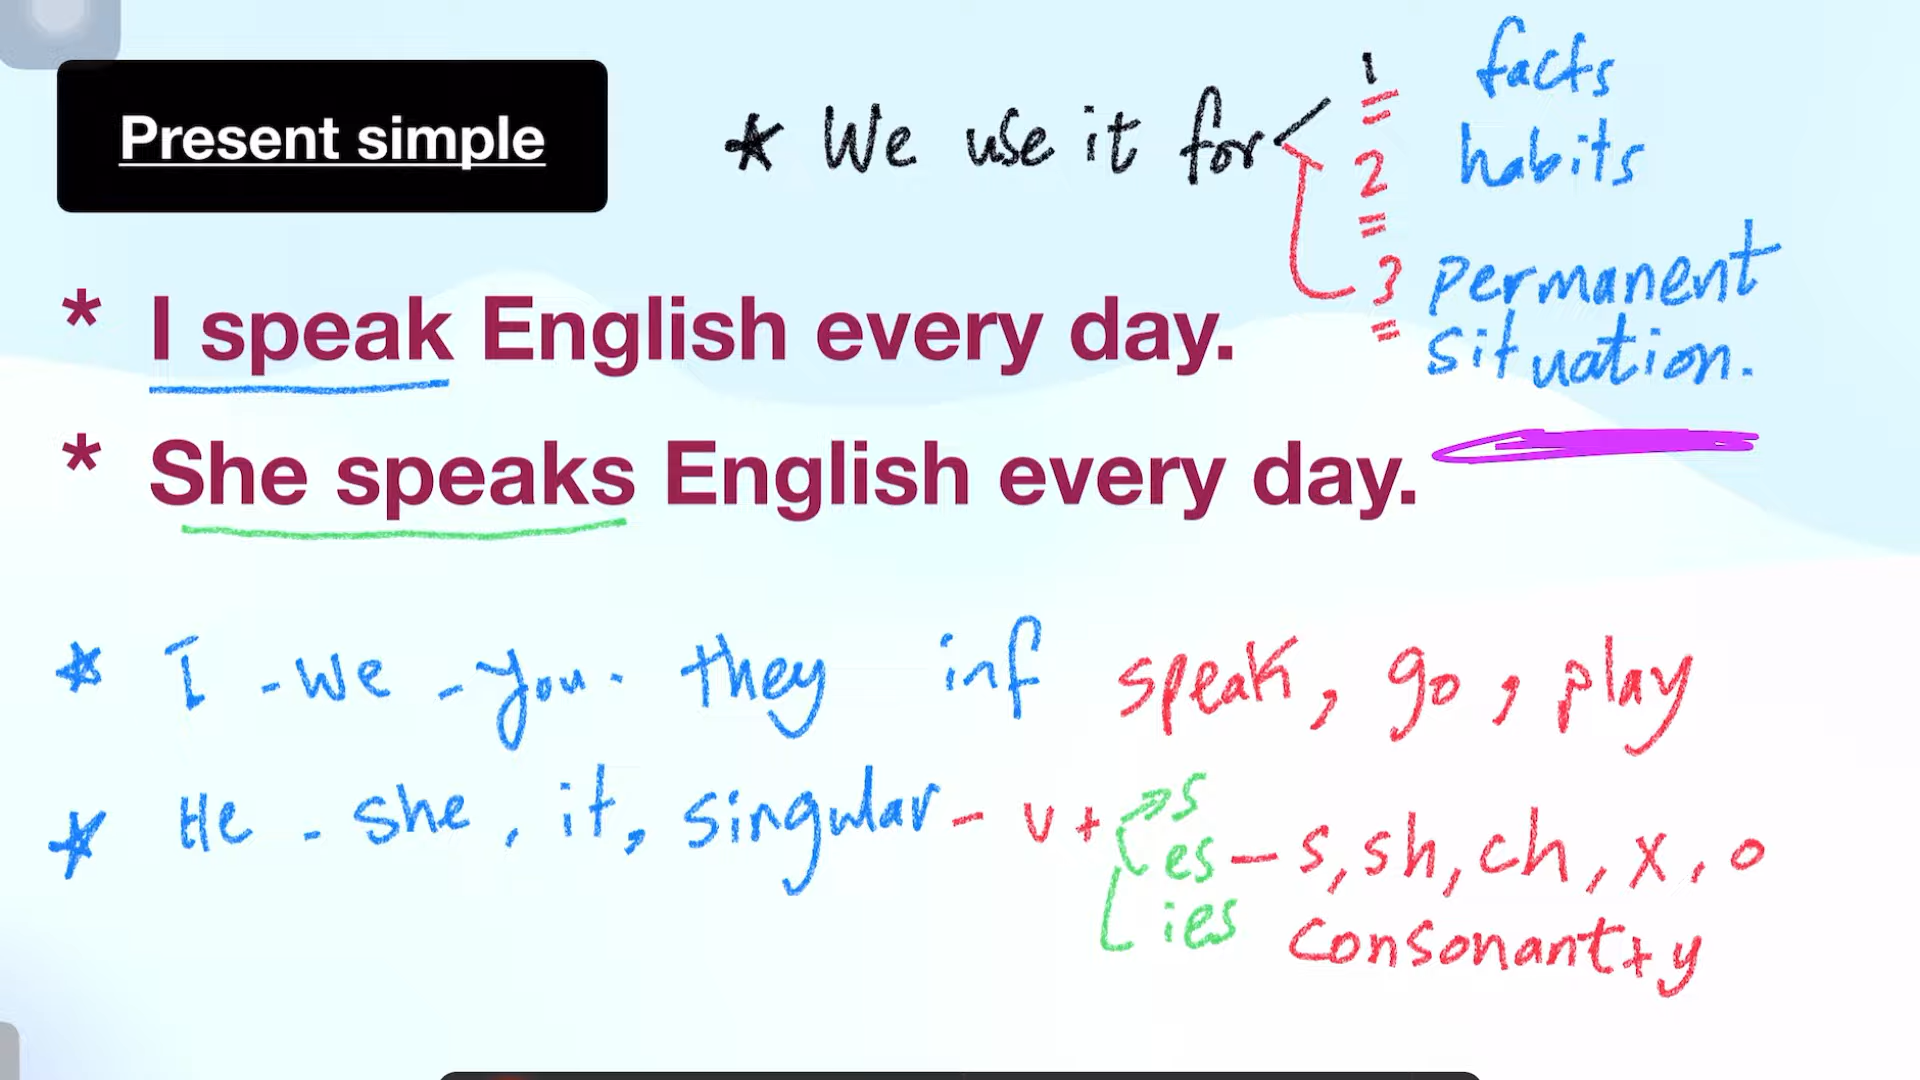 Present simple
* We use it for
1 facts
2 habits
3 permanent
situation.
* I speak English every day.
* She speaks English every day.
* I - We - you - they inf speak, go, play
* He - she, it, singular - v + s
es - s, sh, ch, x, o
ies consonant + y